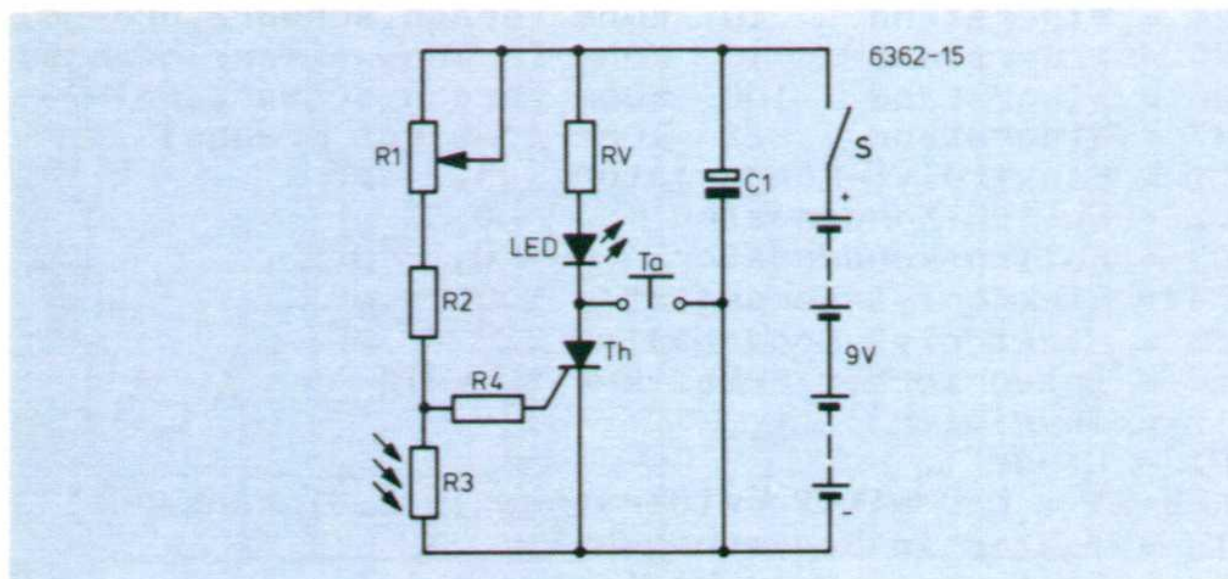 6362-15
R1
RV
S
C1
+
LED
Ta
R2
Th
9V
R4
R3
-